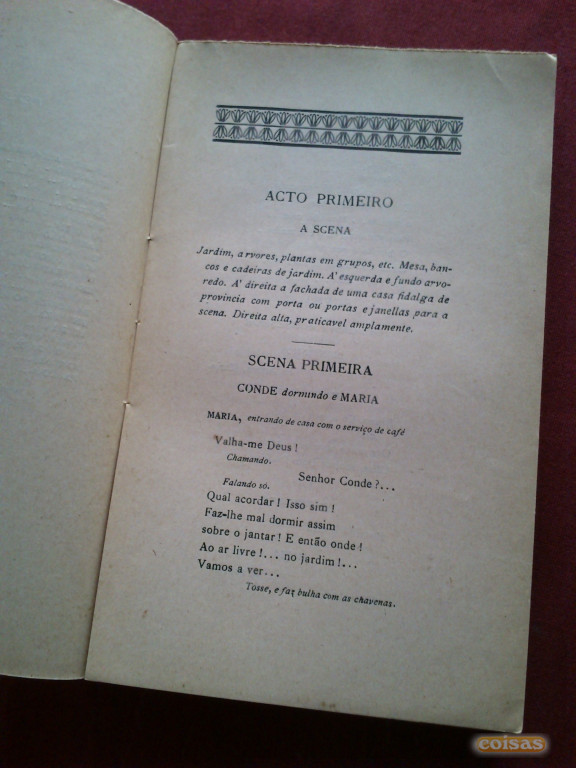 ACTO PRIMEIRO
A SCENA
Jardim, arvores, plantas em grupos, etc. Mesa, ban-
cos e cadeiras de jardim. A' esquerda e fundo arvo-
redo. A' direita a fachada de uma casa fidalga de
provincia com porta ou portas e janellas para a
scena. Direita alta, praticavel amplamente.
SCENA PRIMEIRA
CONDE dormindo e MARIA
MARIA, entrando de casa com o serviço de café
Valha-me Deus !
Chamando.
Senhor Conde ?...
Falando só.
Qual acordar ! Isso sim !
Faz-lhe mal dormir assim
sobre o jantar ! E então onde !
Ao ar livre !... no jardim !...
Vamos a ver...
Tosse, e faz bulha com as chavenas.
coisas